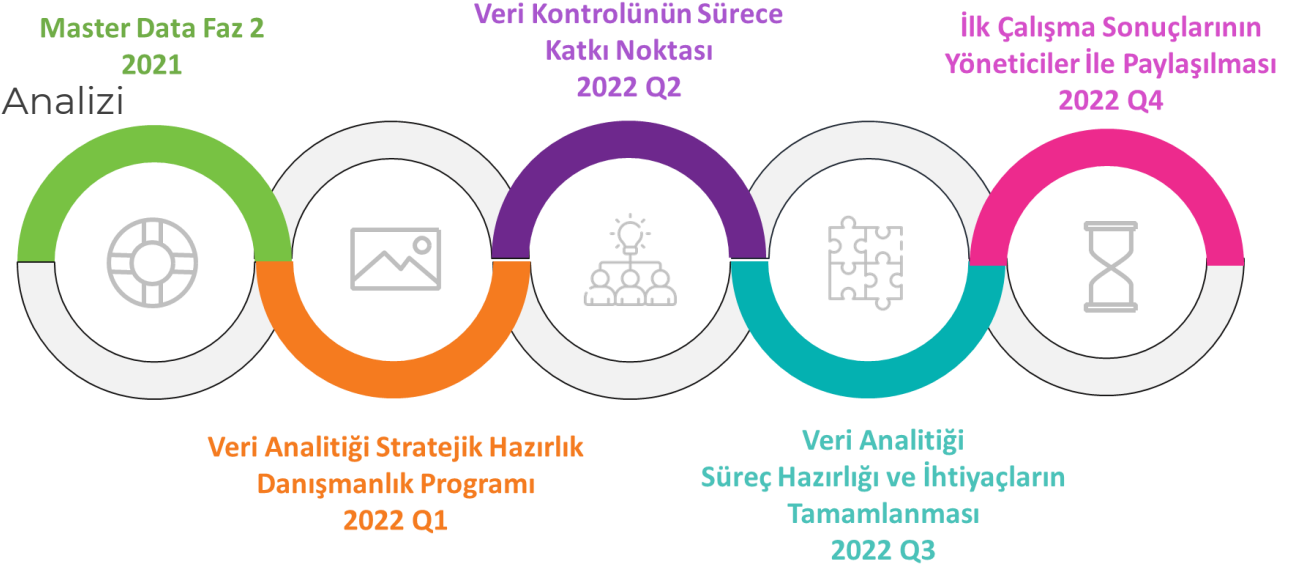 Master Data Faz 2
2021
Analizi
Veri Analitiği Stratejik Hazırlık
Danışmanlık Programı
2022 Q1
Veri Kontrolünün Sürece
Katkı Noktası
2022 Q2
Veri Analitiği
Süreç Hazırlığı ve İhtiyaçların
Tamamlanması
2022 Q3
İlk Çalışma Sonuçlarının
Yöneticiler İle Paylaşılması
2022 Q4